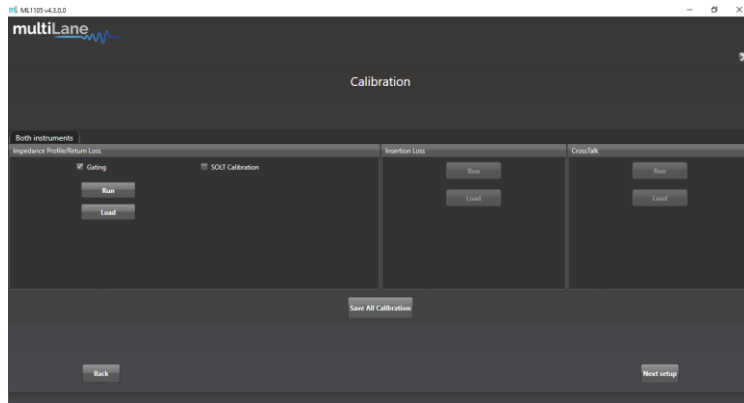 ML1105 v4.3.0.0
multiLane
Calibration
Both instruments
Impedance Profile/Return Loss
Insertion Loss
CrossTalk
Gating
SOLT Calibration
Run
Load
Run
Load
Run
Load
Save All Calibration
Back
Next setup